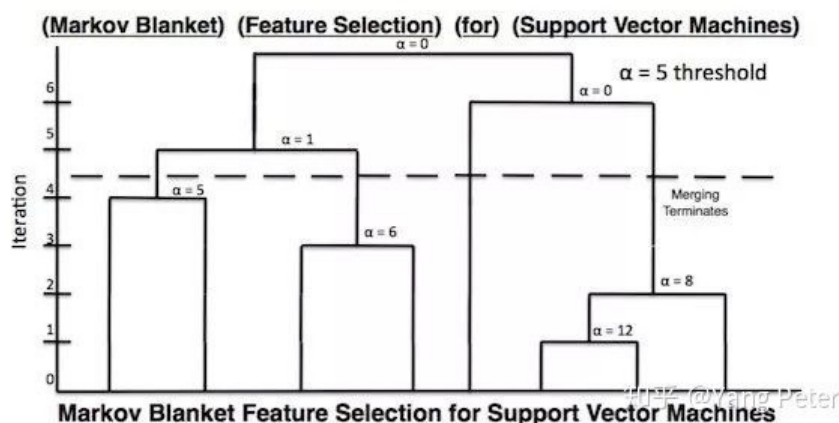 (Markov Blanket) (Feature Selection) (for) (Support Vector Machines)
α = 0
α = 5 threshold
6
α = 0
5
α = 1
4
α = 5
Merging
Terminates
Iteration
3
α = 6
2
α = 8
1
α = 12
0
知乎 @Yang Peter
Markov Blanket Feature Selection for Support Vector Machines